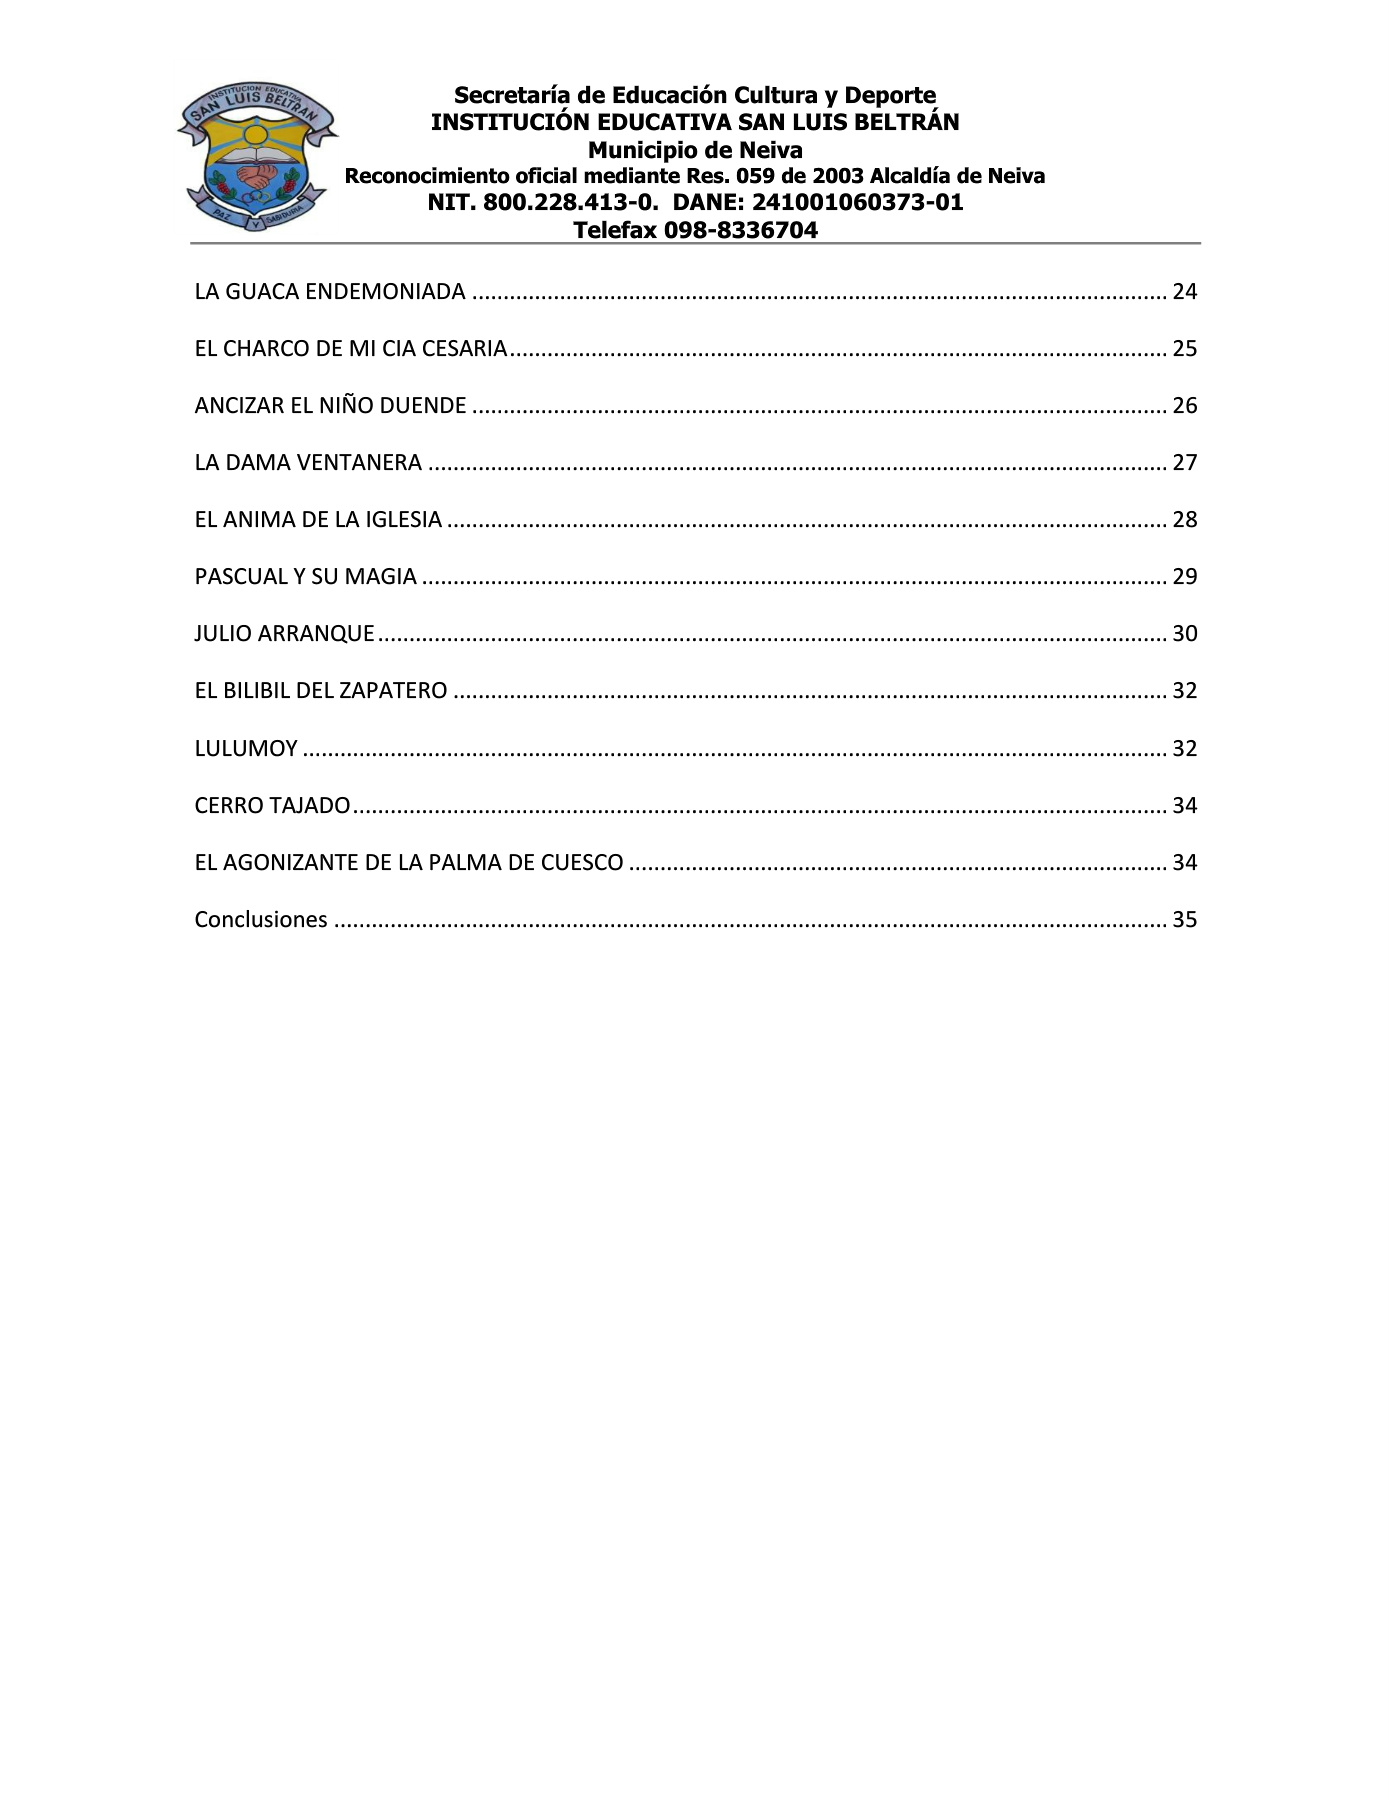 INSTITUCION EDUCATIVA
SAN LUIS BELTRAN
PAZ Y SABIDURIA
Secretaría de Educación Cultura y Deporte
INSTITUCIÓN EDUCATIVA SAN LUIS BELTRÁN
Municipio de Neiva
Reconocimiento oficial mediante Res. 059 de 2003 Alcaldía de Neiva
NIT. 800.228.413-0. DANE: 241001060373-01
Telefax 098-8336704
LA GUACA ENDEMONIADA ........ 24
EL CHARCO DE MI CIA CESARIA ........ 25
ANCIZAR EL NIÑO DUENDE ........ 26
LA DAMA VENTANERA ........ 27
EL ANIMA DE LA IGLESIA ........ 28
PASCUAL Y SU MAGIA ........ 29
JULIO ARRANQUE ........ 30
EL BILIBIL DEL ZAPATERO ........ 32
LULUMOY ........ 32
CERRO TAJADO ........ 34
EL AGONIZANTE DE LA PALMA DE CUESCO ........ 34
Conclusiones ........ 35